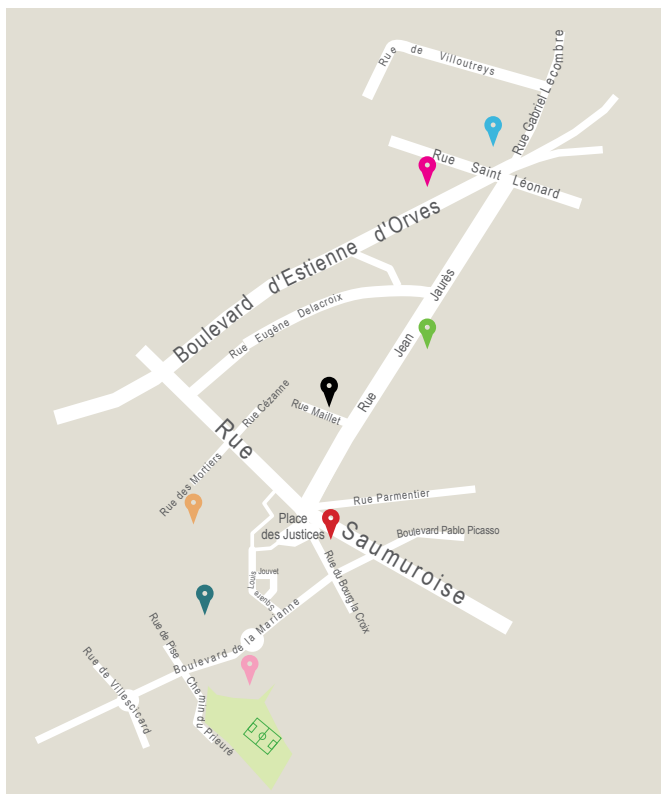 Rue de Villoutreys
Rue Gabriel Lecombre
Rue Saint Léonard
Boulevard d'Estienne d'Orves
Rue Eugène Delacroix
Rue Jean Jaurès
Rue Cézanne
Rue Maillet
Rue des Mortiers
Rue Saumuroise
Rue Parmentier
Place
des Justices
Boulevard Pablo Picasso
Rue du Bourg la Croix
Square Louis Jouvet
Boulevard de la Marianne
Rue de Pise
Rue de Villescicard
Chemin du Prieuré